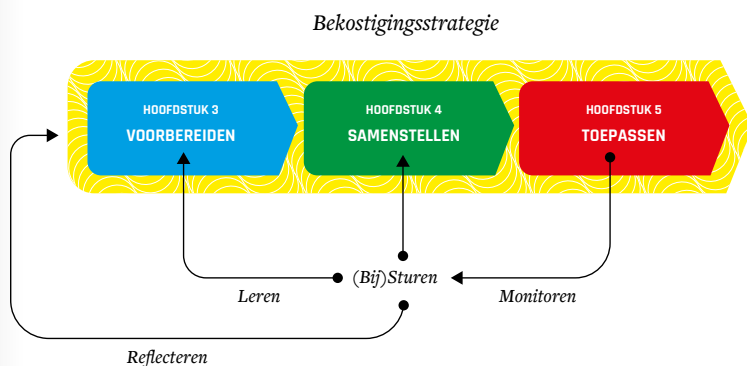 Bekostigingsstrategie
HOOFDSTUK 3
VOORBEREIDEN
HOOFDSTUK 4
SAMENSTELLEN
HOOFDSTUK 5
TOEPASSEN
(Bij)Sturen
Leren
Monitoren
Reflecteren